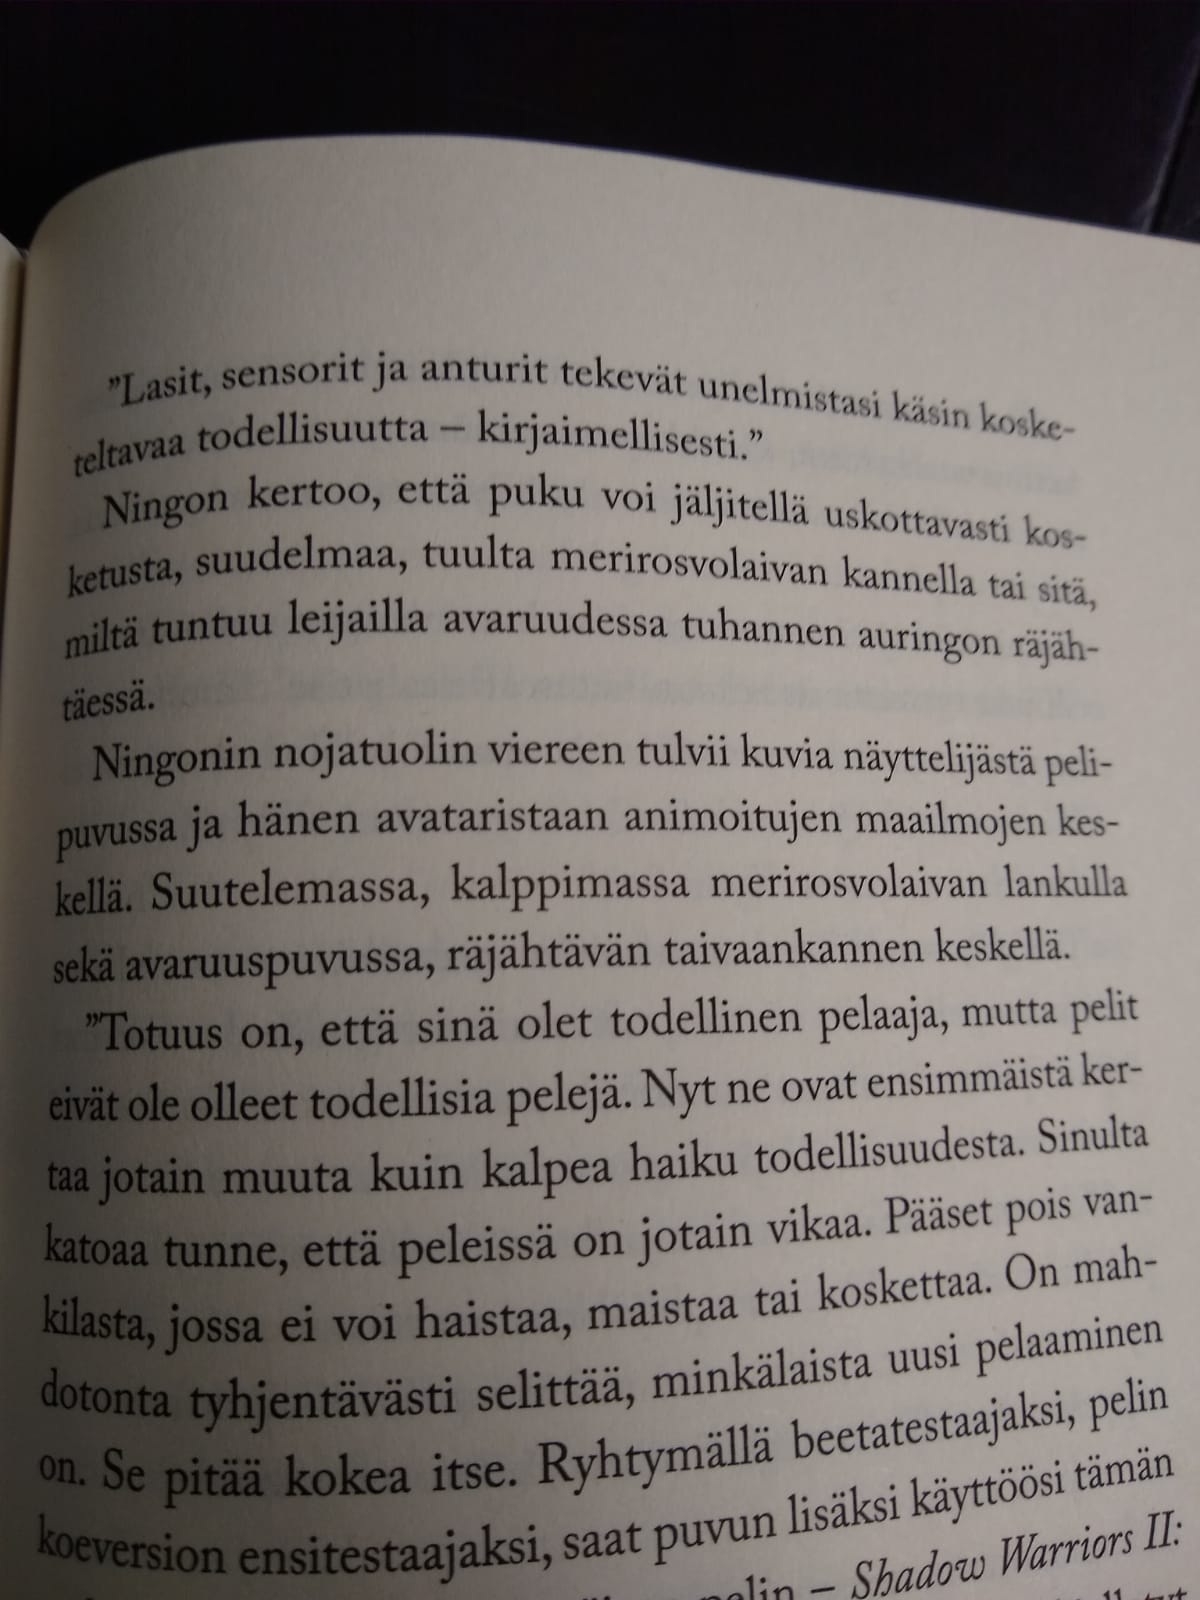 ”Lasit, sensorit ja anturit tekevät unelmistasi käsin koske-
teltavaa todellisuutta – kirjaimellisesti.”
Ningon kertoo, että puku voi jäljitellä uskottavasti kos-
ketusta, suudelmaa, tuulta merirosvolaivan kannella tai sitä,
miltä tuntuu leijailla avaruudessa tuhannen auringon räjäh-
täessä.
Ningonin nojatuolin viereen tulvii kuvia näyttelijästä peli-
puvussa ja hänen avataristaan animoitujen maailmojen kes-
kellä. Suutelemassa, kalppimassa merirosvolaivan lankulla
sekä avaruuspuvussa, räjähtävän taivaankannen keskellä.
”Totuus on, että sinä olet todellinen pelaaja, mutta pelit
eivät ole olleet todellisia pelejä. Nyt ne ovat ensimmäistä ker-
taa jotain muuta kuin kalpea haiku todellisuudesta. Sinulta
katoaa tunne, että peleissä on jotain vikaa. Pääset pois van-
kilasta, jossa ei voi haistaa, maistaa tai koskettaa. On mah-
dotonta tyhjentävästi selittää, minkälaista uusi pelaaminen
on. Se pitää kokea itse. Ryhtymällä beetatestaajaksi, pelin
koeversion ensitestaajaksi, saat puvun lisäksi käyttöösi tämän
pelin – Shadow Warriors II: